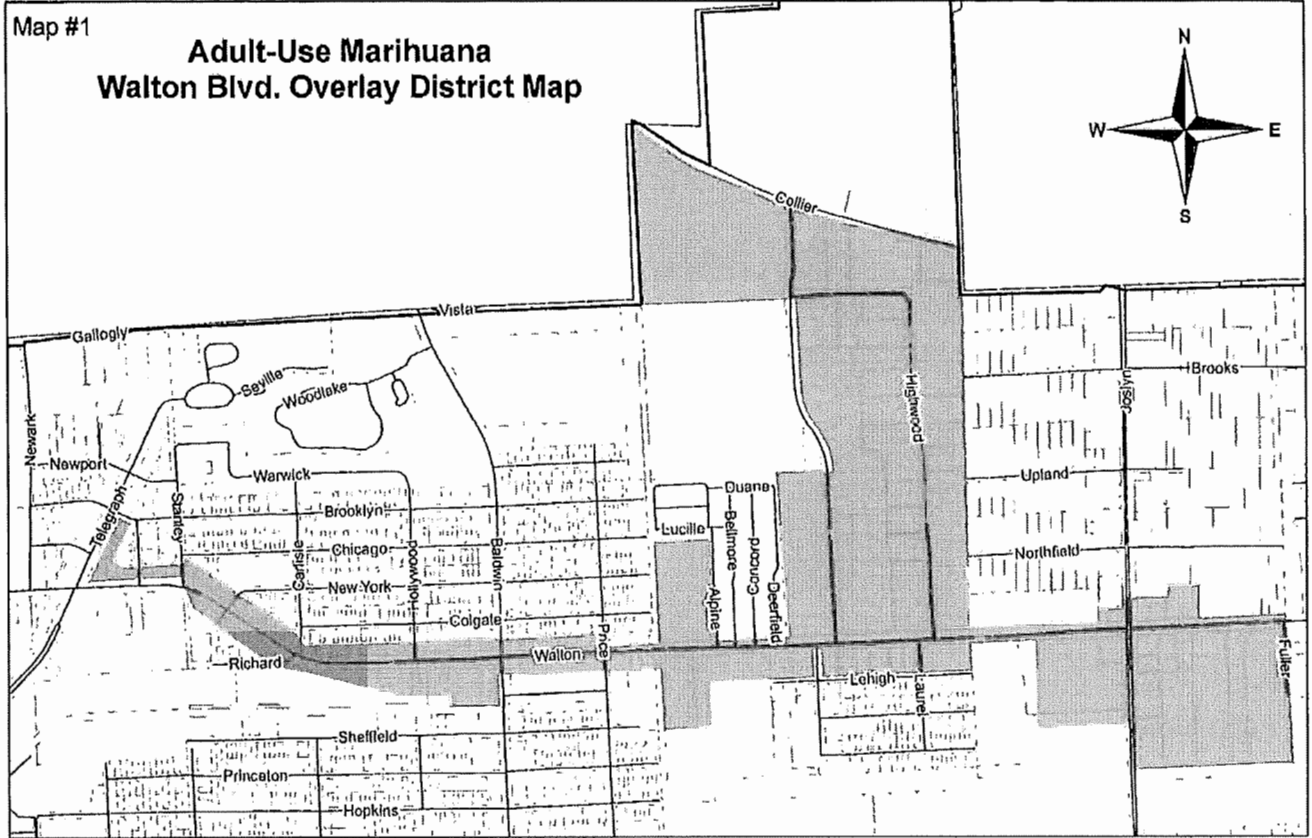 Map #1
Adult-Use Marihuana
Walton Blvd. Overlay District Map
N
W E
S
Collier
Vista
Gallogly
Seville
Woodlake
Brooks
Joslyn
Highwood
Newark
Newport
Warwick
Upland
Telegraph
Stanley
Duane
Brooklyn
Lucille
Bellmore
Concord
Deerfield
Chicago
Northfield
Carlisle
Hollywood
Baldwin
New York
Alpine
Colgate
Price
Walton
Richard
Fuller
Lehigh
Laurel
Sheffield
Princeton
Hopkins